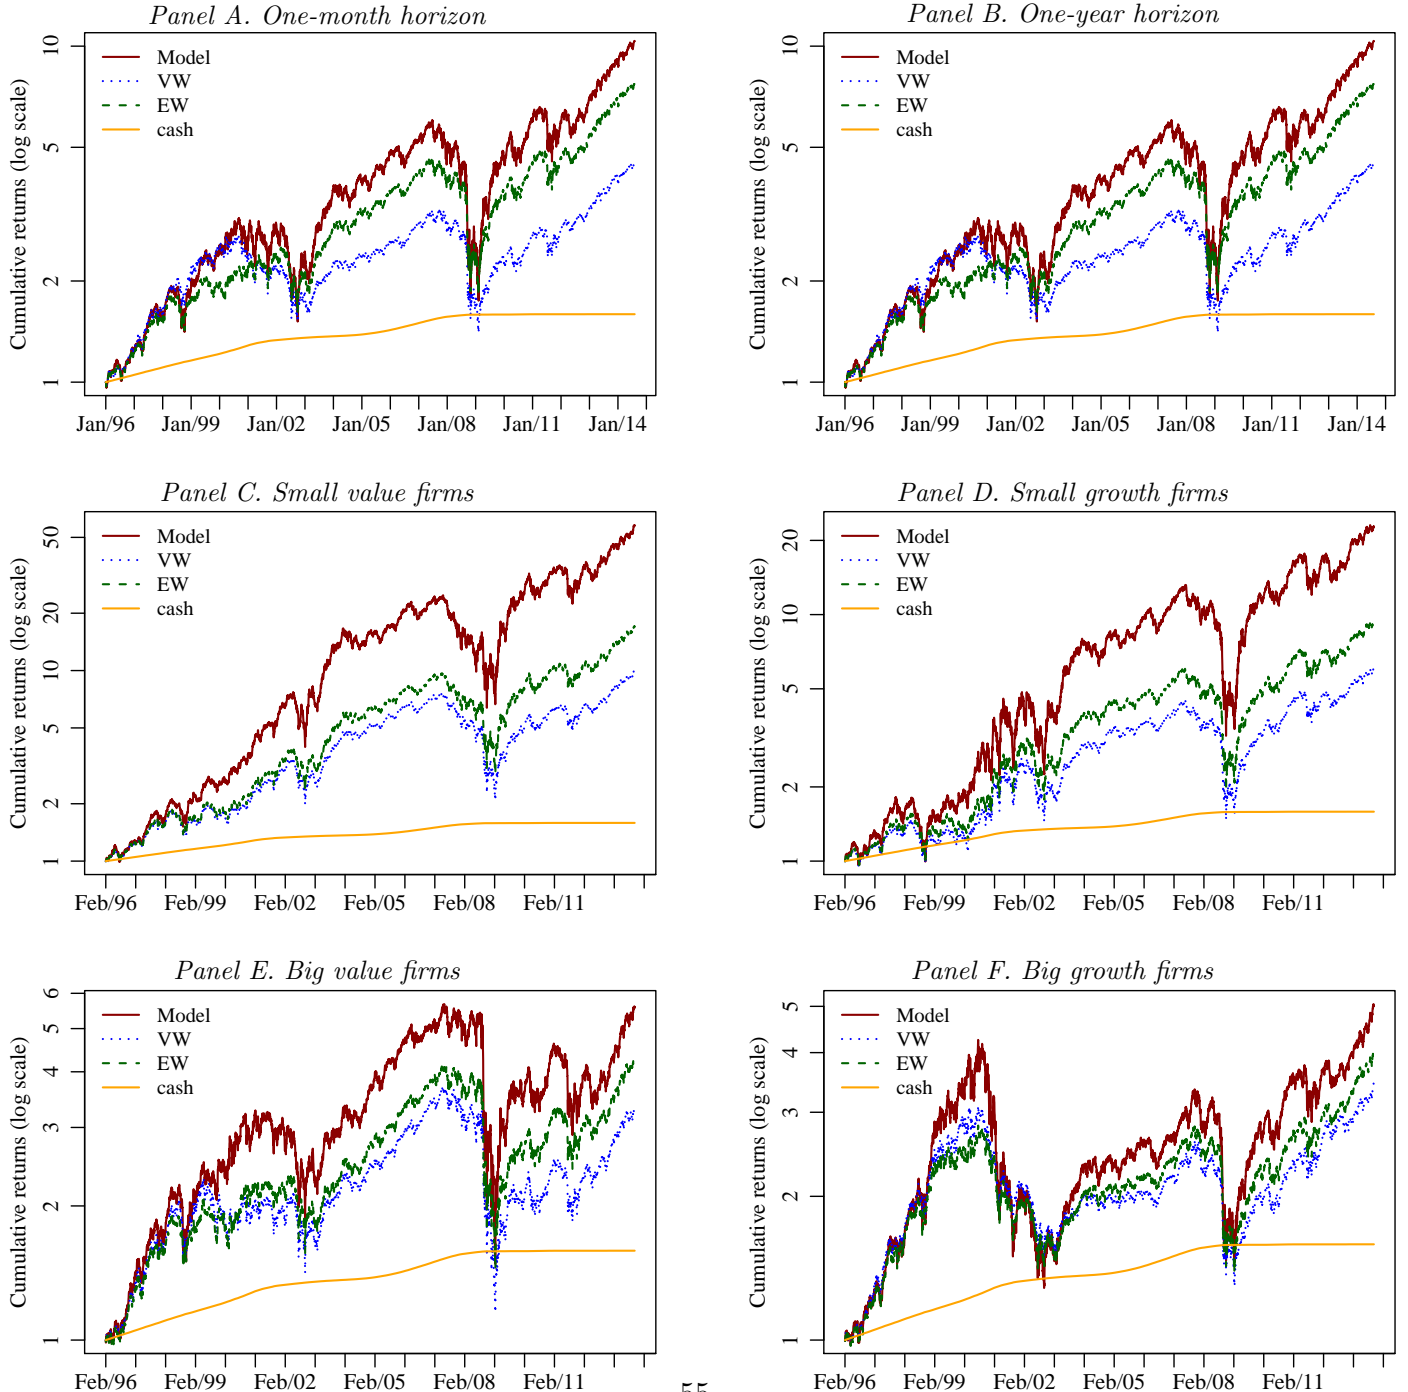 Panel A. One-month horizon
Cumulative returns (log scale)
10
5
2
1
Model
VW
EW
cash
Jan/96 Jan/99 Jan/02 Jan/05 Jan/08 Jan/11 Jan/14
Panel B. One-year horizon
Cumulative returns (log scale)
10
5
2
1
Model
VW
EW
cash
Jan/96 Jan/99 Jan/02 Jan/05 Jan/08 Jan/11 Jan/14
Panel C. Small value firms
Cumulative returns (log scale)
50
20
10
5
2
1
Model
VW
EW
cash
Feb/96 Feb/99 Feb/02 Feb/05 Feb/08 Feb/11
Panel D. Small growth firms
Cumulative returns (log scale)
20
10
5
2
1
Model
VW
EW
cash
Feb/96 Feb/99 Feb/02 Feb/05 Feb/08 Feb/11
Panel E. Big value firms
Cumulative returns (log scale)
6
5
4
3
2
1
Model
VW
EW
cash
Feb/96 Feb/99 Feb/02 Feb/05 Feb/08 Feb/11
Panel F. Big growth firms
Cumulative returns (log scale)
5
4
3
2
1
Model
VW
EW
cash
Feb/96 Feb/99 Feb/02 Feb/05 Feb/08 Feb/11
55